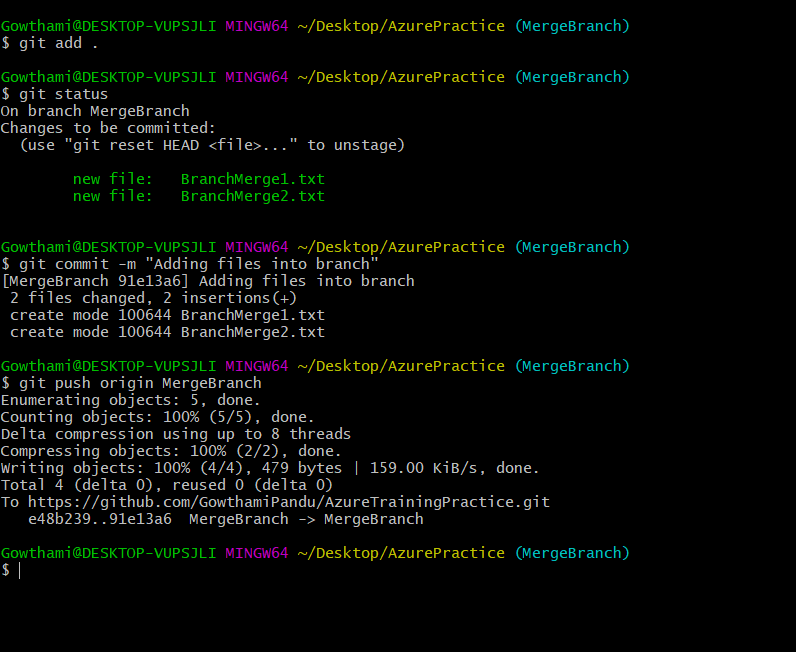 Gowthami@DESKTOP-VUPSJLI MINGW64 ~/Desktop/AzurePractice (MergeBranch)
$ git add .
Gowthami@DESKTOP-VUPSJLI MINGW64 ~/Desktop/AzurePractice (MergeBranch)
$ git status
On branch MergeBranch
Changes to be committed:
  (use "git reset HEAD <file>..." to unstage)
        new file:   BranchMerge1.txt
        new file:   BranchMerge2.txt
Gowthami@DESKTOP-VUPSJLI MINGW64 ~/Desktop/AzurePractice (MergeBranch)
$ git commit -m "Adding files into branch"
[MergeBranch 91e13a6] Adding files into branch
 2 files changed, 2 insertions(+)
 create mode 100644 BranchMerge1.txt
 create mode 100644 BranchMerge2.txt
Gowthami@DESKTOP-VUPSJLI MINGW64 ~/Desktop/AzurePractice (MergeBranch)
$ git push origin MergeBranch
Enumerating objects: 5, done.
Counting objects: 100% (5/5), done.
Delta compression using up to 8 threads
Compressing objects: 100% (2/2), done.
Writing objects: 100% (4/4), 479 bytes | 159.00 KiB/s, done.
Total 4 (delta 0), reused 0 (delta 0)
To https://github.com/GowthamiPandu/AzureTrainingPractice.git
   e48b239..91e13a6  MergeBranch -> MergeBranch
Gowthami@DESKTOP-VUPSJLI MINGW64 ~/Desktop/AzurePractice (MergeBranch)
$